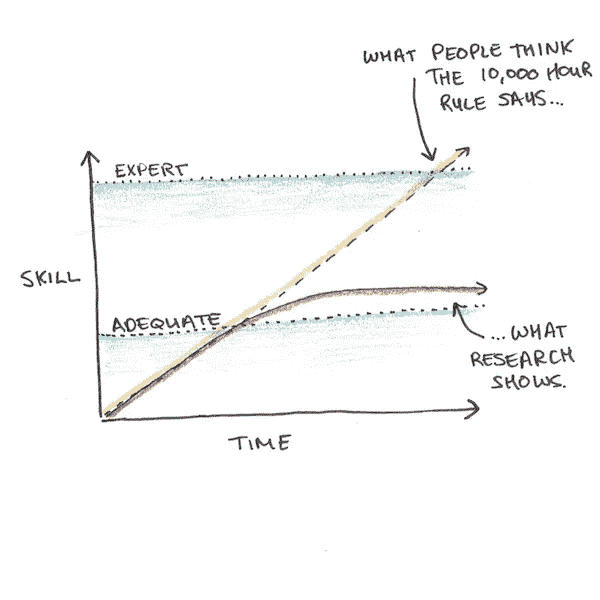 WHAT PEOPLE THINK
THE 10,000 HOUR
RULE SAYS...
EXPERT
SKILL
ADEQUATE
...WHAT
RESEARCH
SHOWS.
TIME